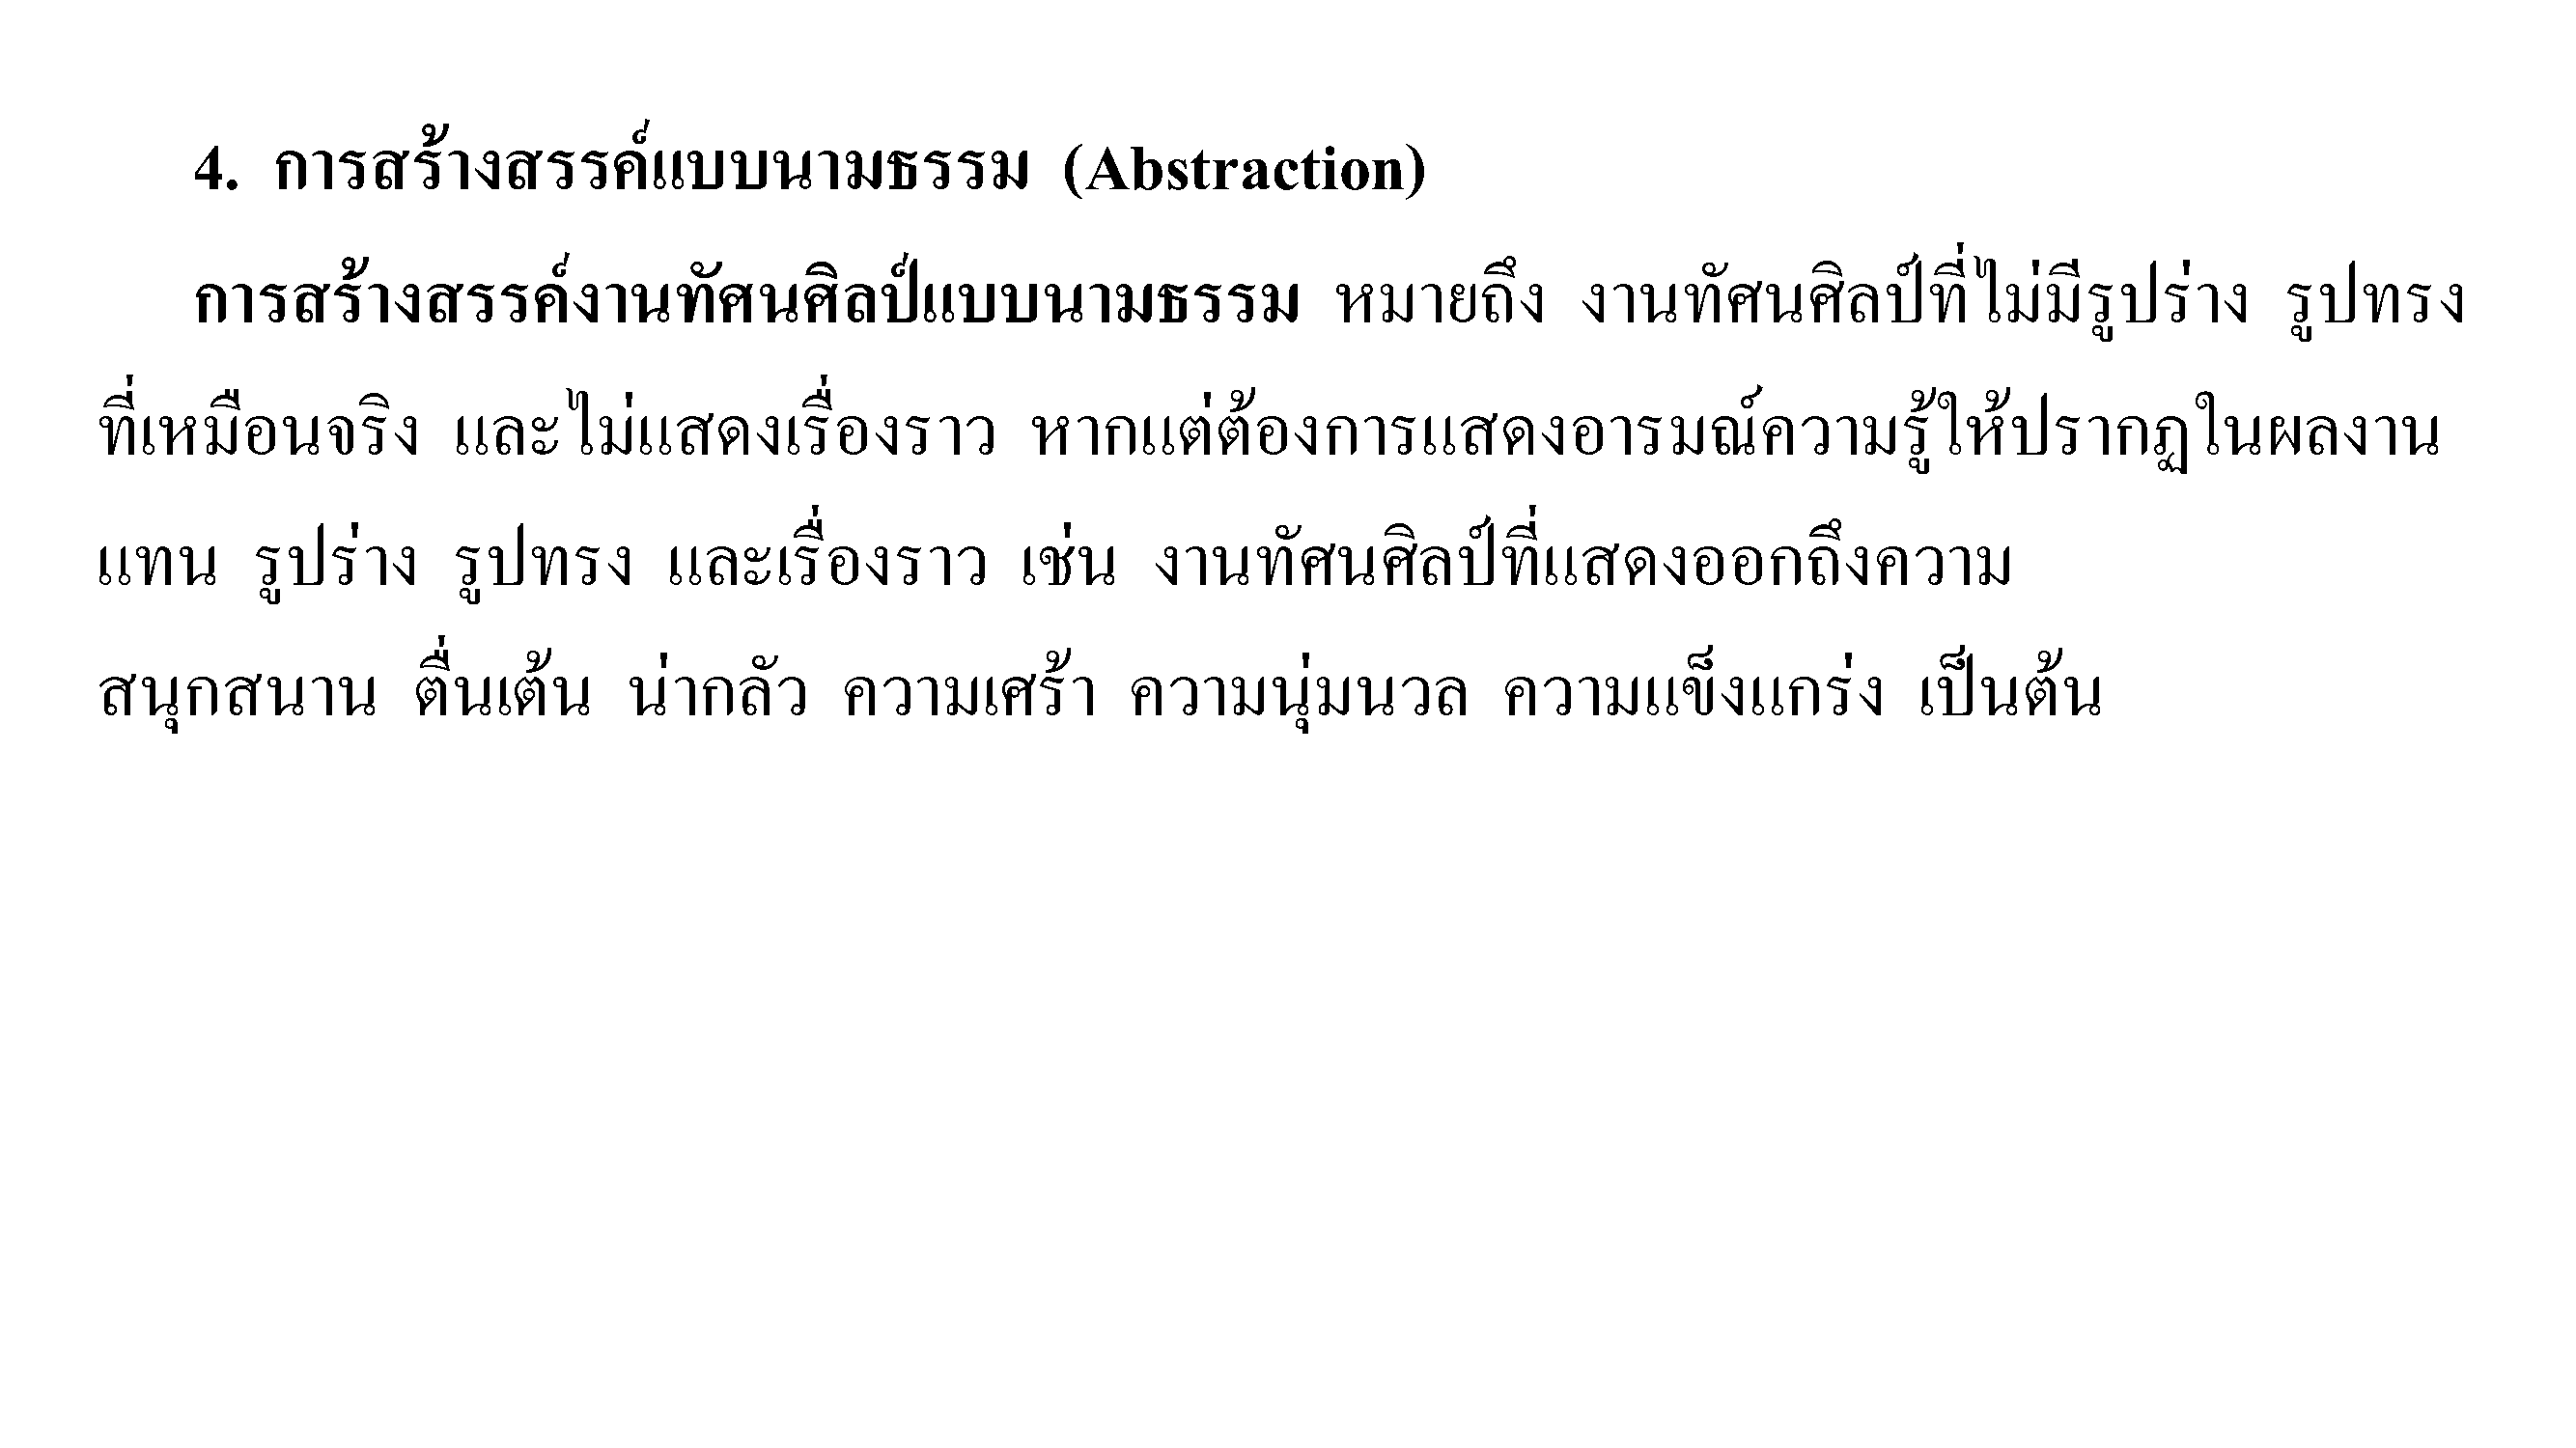 4. การสร้างสรรค์แบบนามธรรม (Abstraction)
การสร้างสรรค์งานทัศนศิลป์แบบนามธรรม หมายถึง งานทัศนศิลป์ที่ไม่มีรูปร่าง รูปทรง
ที่เหมือนจริง และไม่แสดงเรื่องราว หากแต่ต้องการแสดงอารมณ์ความรู้ให้ปรากฏในผลงาน
แทน รูปร่าง รูปทรง และเรื่องราว เช่น งานทัศนศิลป์ที่แสดงออกถึงความ
สนุกสนาน ตื่นเต้น น่ากลัว ความเศร้า ความนุ่มนวล ความแข็งแกร่ง เป็นต้น